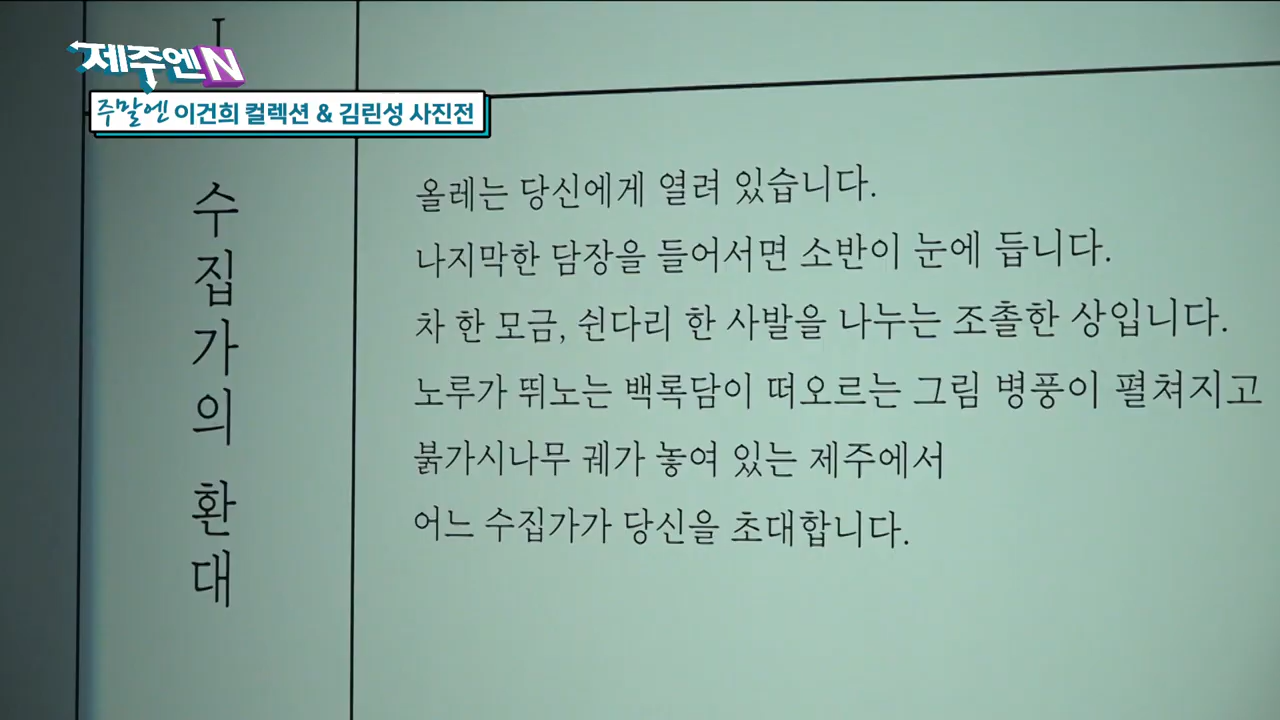 제주엔N
주말엔 이건희 컬렉션 & 김린성 사진전
I
수집가의 환대
올레는 당신에게 열려 있습니다.
나지막한 담장을 들어서면 소반이 눈에 듭니다.
차 한 모금, 쉰다리 한 사발을 나누는 조촐한 상입니다.
노루가 뛰노는 백록담이 떠오르는 그림 병풍이 펼쳐지고
붉가시나무 궤가 놓여 있는 제주에서
어느 수집가가 당신을 초대합니다.